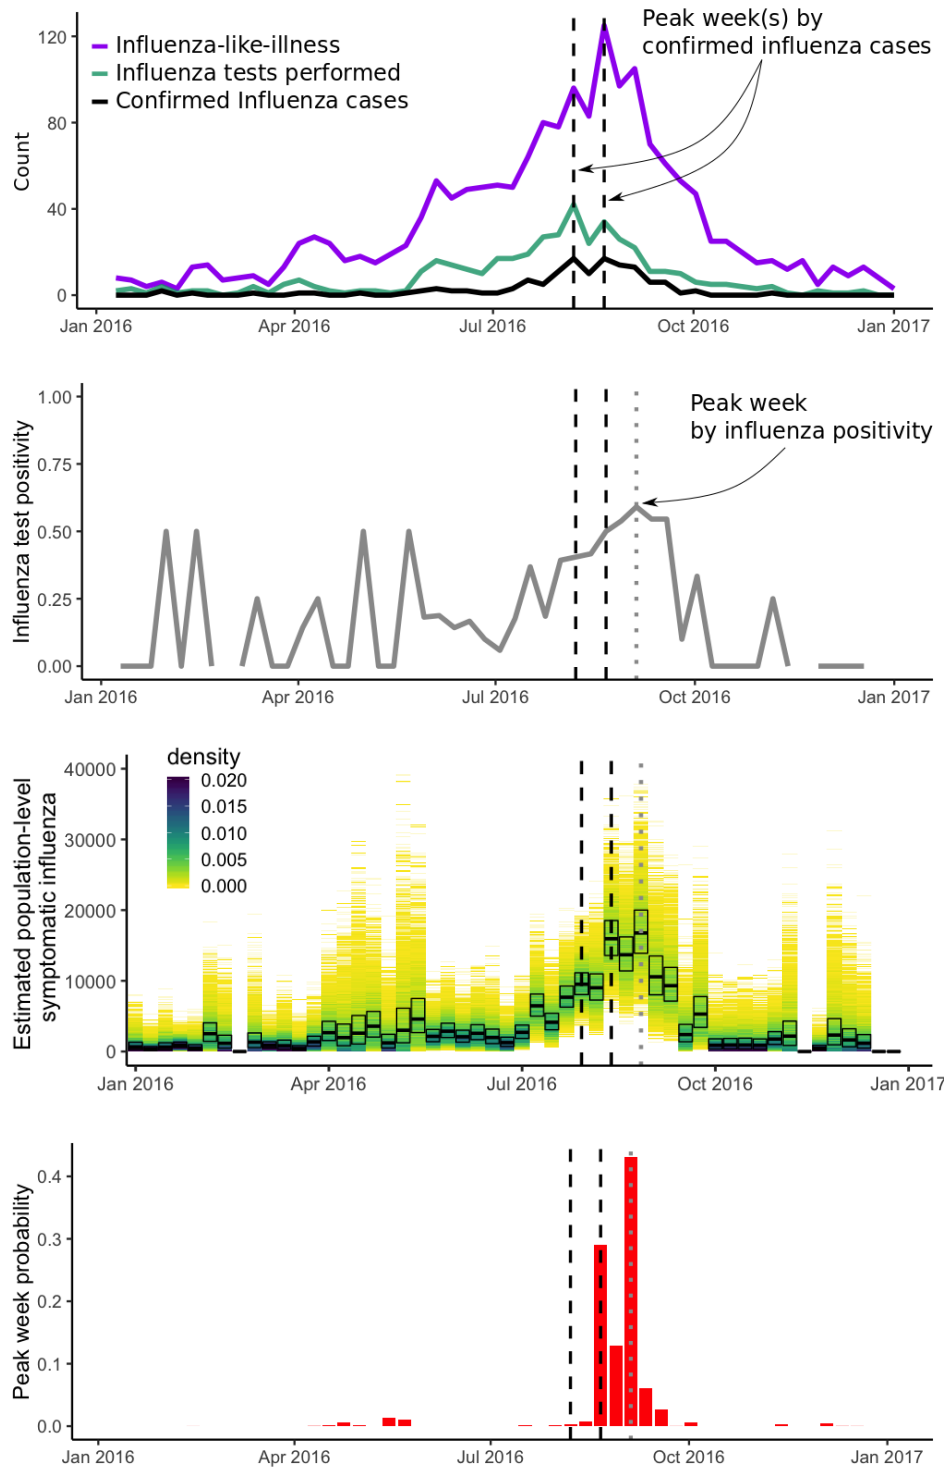 Peak week(s) by
confirmed influenza cases
Influenza-like-illness
Influenza tests performed
Confirmed Influenza cases
Count
120
80
40
0
Jan 2016
Apr 2016
Jul 2016
Oct 2016
Jan 2017
Influenza test positivity
1.00
0.75
0.50
0.25
0.00
Peak week
by influenza positivity
Jan 2016
Apr 2016
Jul 2016
Oct 2016
Jan 2017
Estimated population-level
symptomatic influenza
40000
30000
20000
10000
0
density
0.020
0.015
0.010
0.005
0.000
Jan 2016
Apr 2016
Jul 2016
Oct 2016
Jan 2017
Peak week probability
0.4
0.3
0.2
0.1
0.0
Jan 2016
Apr 2016
Jul 2016
Oct 2016
Jan 2017